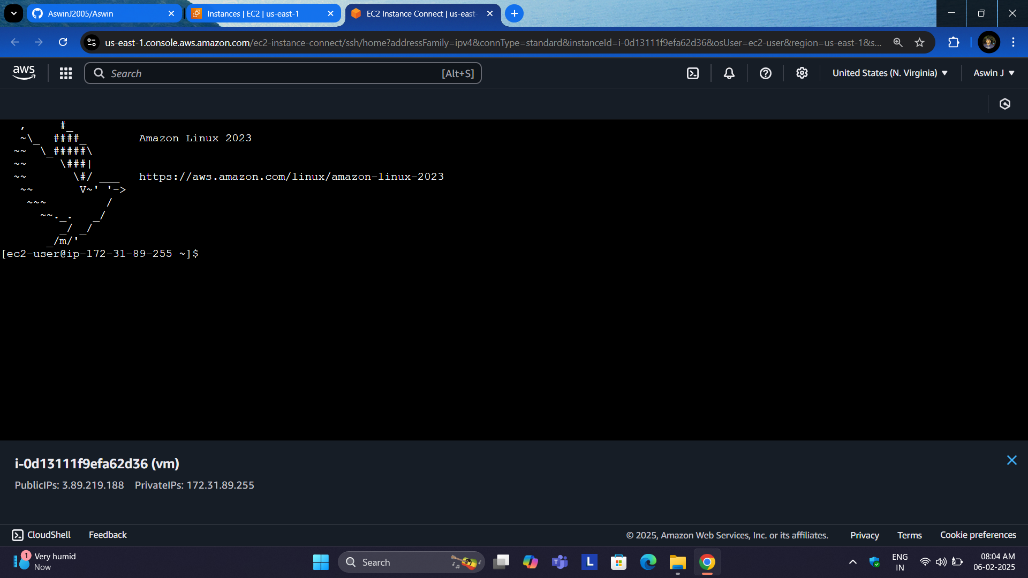 AswinJ2005/Aswin
Instances | EC2 | us-east-1
EC2 Instance Connect | us-east
us-east-1.console.aws.amazon.com/ec2-instance-connect/ssh/home?addressFamily=ipv4&connType=standard&instanceId=i-0d13111f9efa62d36&osUser=ec2-user&region=us-east-1&s...
aws
Search
[Alt+S]
United States (N. Virginia)
Aswin J
   ,     #_
   ~\_  ####_        Amazon Linux 2023
  ~~  \_#####\
  ~~     \###|
  ~~       \#/ ___   https://aws.amazon.com/linux/amazon-linux-2023
   ~~       V~' '->
    ~~~         /
      ~~._.   _/
         _/ _/
       _/m/'
[ec2-user@ip-172-31-89-255 ~]$
i-0d13111f9efa62d36 (vm)
PublicIPs: 3.89.219.188 PrivateIPs: 172.31.89.255
CloudShell Feedback
© 2025, Amazon Web Services, Inc. or its affiliates. Privacy Terms Cookie preferences
1
Very humid
Now
Search
L
ENG
IN
08:04 AM
06-02-2025